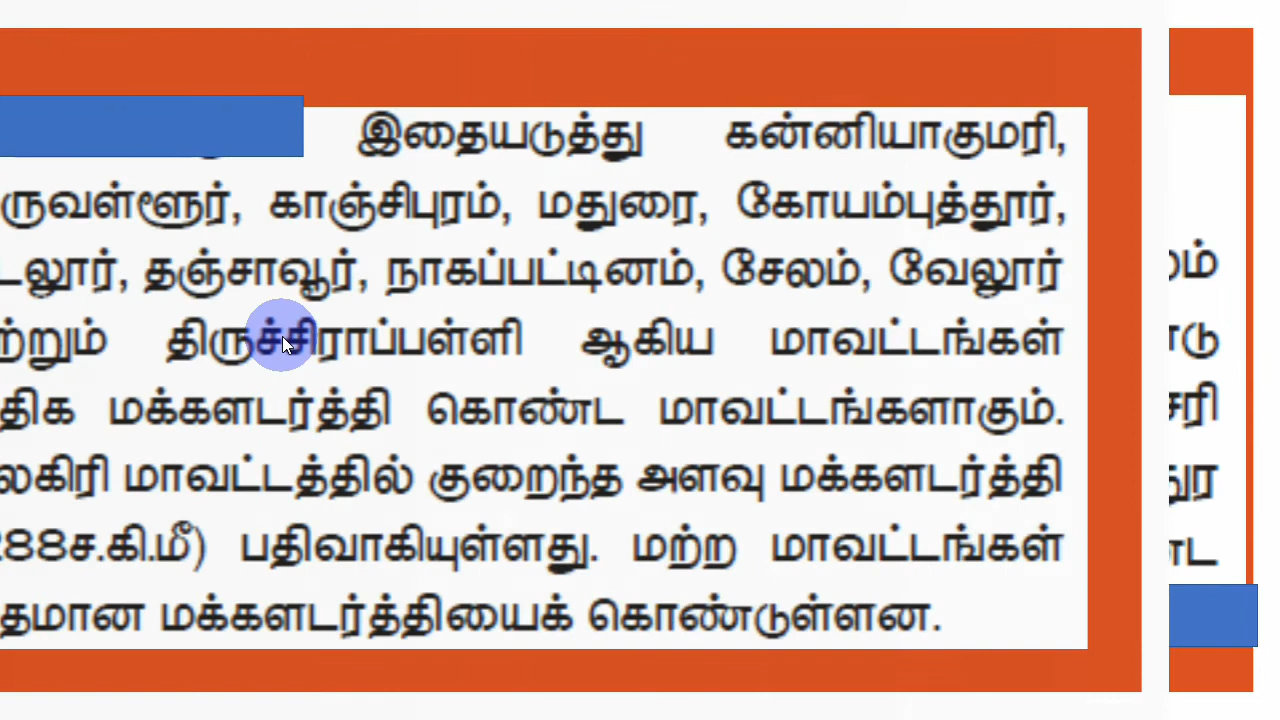 இதையடுத்து கன்னியாகுமரி,
ருவள்ளூர், காஞ்சிபுரம், மதுரை, கோயம்புத்தூர்,
டலூர், தஞ்சாவூர், நாகப்பட்டினம், சேலம், வேலூர்
ற்றும் திருச்சிராப்பள்ளி ஆகிய மாவட்டங்கள்
திக மக்களடர்த்தி கொண்ட மாவட்டங்களாகும்.
லகிரி மாவட்டத்தில் குறைந்த அளவு மக்களடர்த்தி
288ச.கி.மீ) பதிவாகியுள்ளது. மற்ற மாவட்டங்கள்
தமான மக்களடர்த்தியைக் கொண்டுள்ளன.